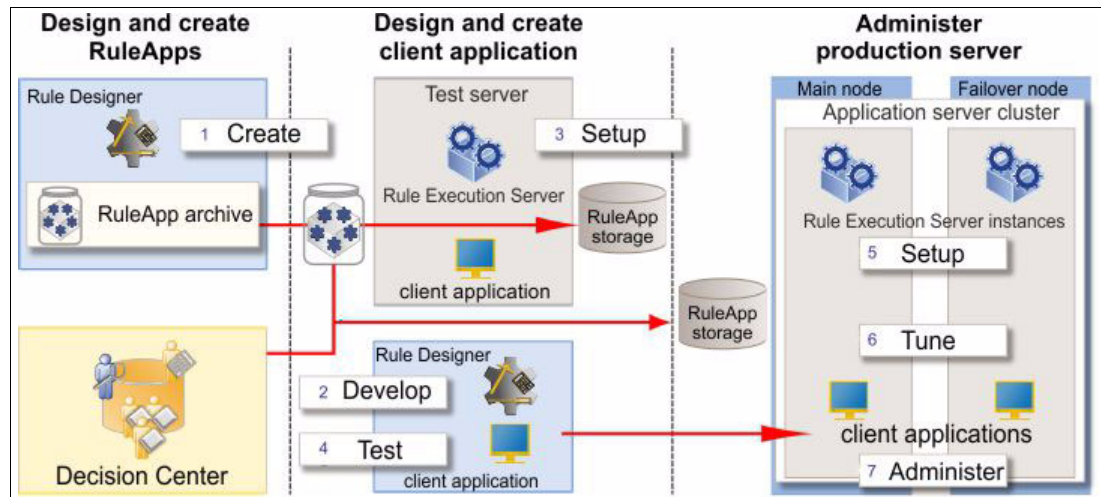 Design and create
RuleApps
Design and create
client application
Administer
production server
Rule Designer
1 Create
RuleApp archive
Decision Center
Test server
3 Setup
Rule Execution Server
RuleApp
storage
client application
RuleApp
storage
Rule Designer
2 Develop
4 Test
client application
Main node
Failover node
Application server cluster
Rule Execution Server instances
5 Setup
6 Tune
client applications
7 Administer